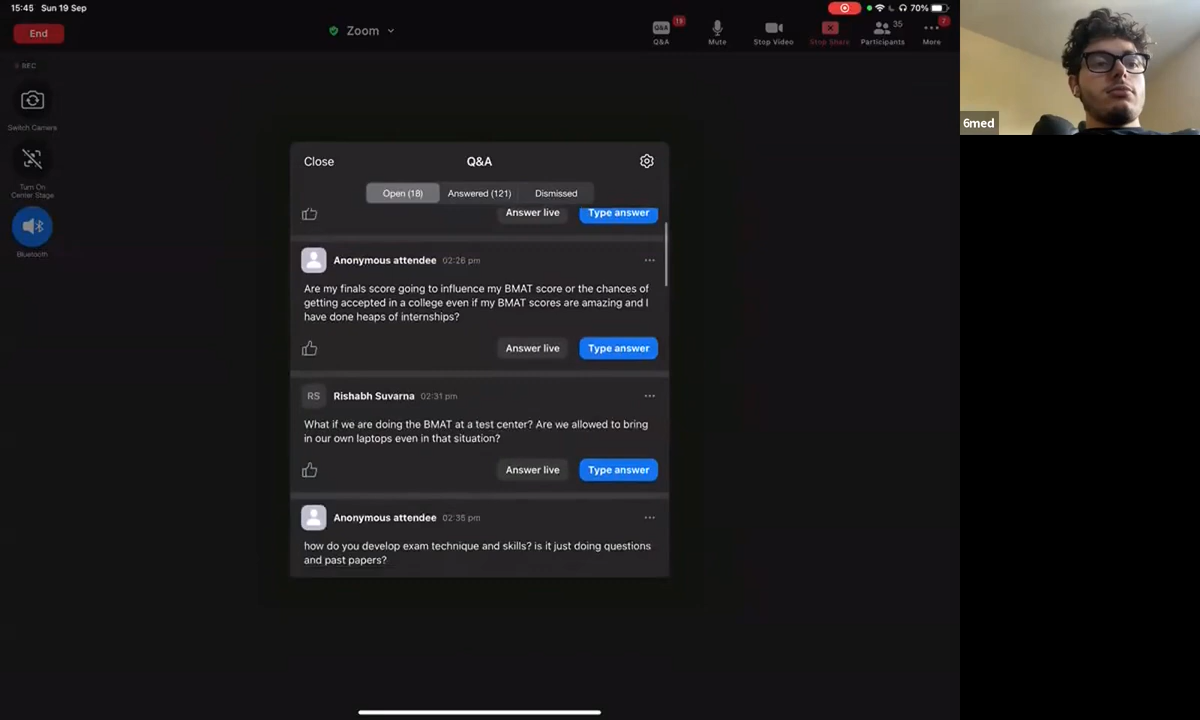 15:45 Sun 19 Sep
70%
End
Zoom
Q&A
19
Q&A
Mute
Stop Video
Stop Share
35
Participants
2
More
REC
Switch Camera
Turn On
Center Stage
Bluetooth
6med
Close
Q&A
Open (18)
Answered (121)
Dismissed
Answer live
Type answer
Anonymous attendee 02:26 pm
Are my finals score going to influence my BMAT score or the chances of
getting accepted in a college even if my BMAT scores are amazing and I
have done heaps of internships?
Answer live
Type answer
RS
Rishabh Suvarna 02:31 pm
What if we are doing the BMAT at a test center? Are we allowed to bring
in our own laptops even in that situation?
Answer live
Type answer
Anonymous attendee 02:35 pm
how do you develop exam technique and skills? is it just doing questions
and past papers?